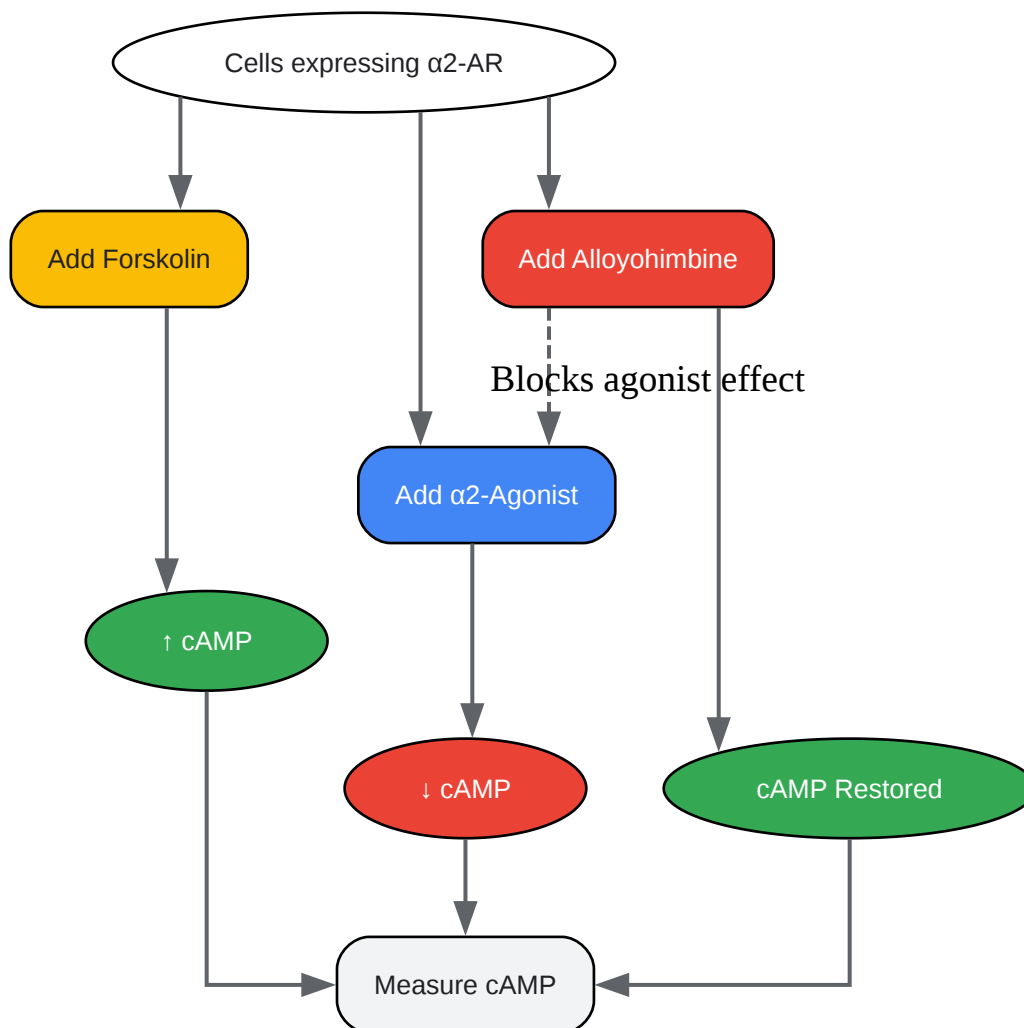 Cells expressing α2-AR
Add Forskolin
Add Alloyohimbine
Blocks agonist effect
Add α2-Agonist
↑ cAMP
↓ cAMP
cAMP Restored
Measure cAMP